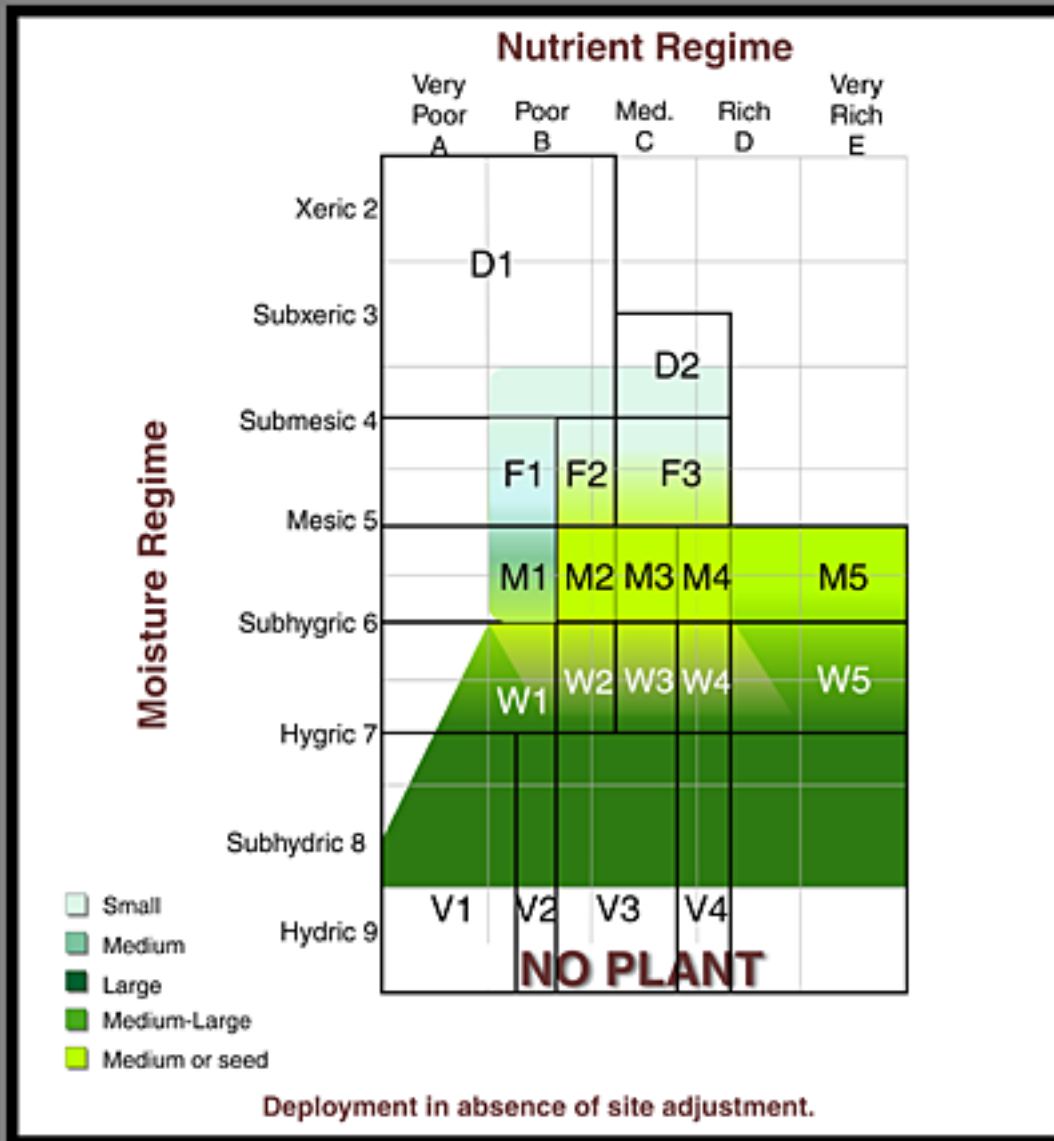 Nutrient Regime
Very
Poor
A
Poor
B
Med.
C
Rich
D
Very
Rich
E
Moisture Regime
Xeric 2
D1
Subxeric 3
D2
Submesic 4
F1 F2 F3
Mesic 5
M1 M2 M3 M4 M5
Subhygric 6
W1 W2 W3 W4 W5
Hygric 7
Subhydric 8
V1 V2 V3 V4
Hydric 9
NO PLANT
Small
Medium
Large
Medium-Large
Medium or seed
Deployment in absence of site adjustment.